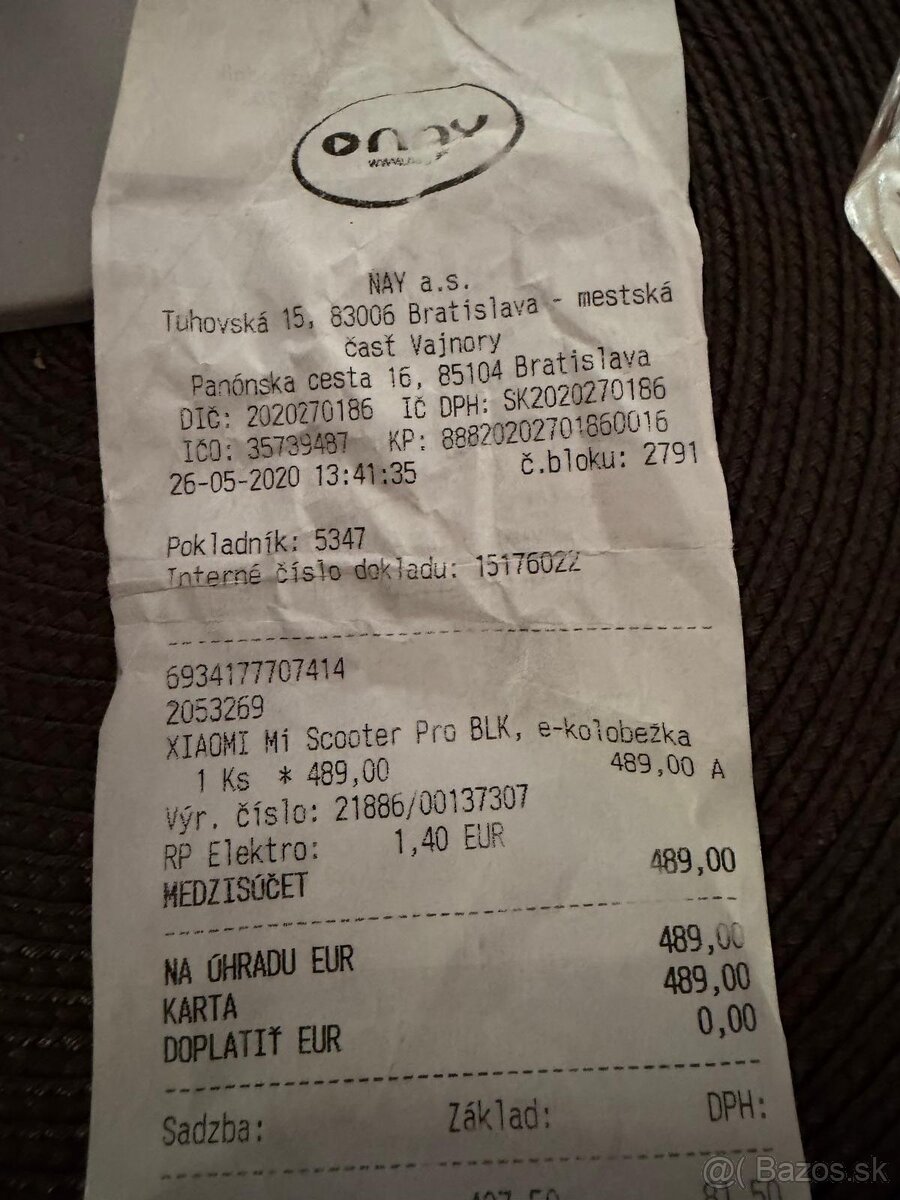 nay
NAY a.s.
Tuhovská 15, 83006 Bratislava - mestská
časť Vajnory
Panónska cesta 16, 85104 Bratislava
DIČ: 2020270186 IČ DPH: SK2020270186
IČO: 35739487 KP: 88820202701860016
26-05-2020 13:41:35 č.bloku: 2791
Pokladník: 5347
Interné číslo dokladu: 15176022
6934177707414
2053269
XIAOMI Mi Scooter Pro BLK, e-kolobežka
1 Ks * 489,00 489,00 A
Výr. číslo: 21886/00137307
RP Elektro: 1,40 EUR
MEDZISÚČET 489,00
NA ÚHRADU EUR 489,00
KARTA 489,00
DOPLATIŤ EUR 0,00
Sadzba: Základ: DPH:
@( Bazos.sk